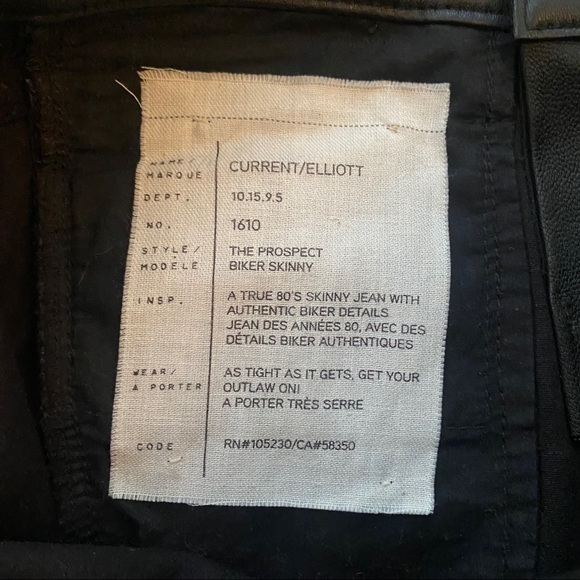 NAME/
MARQUE CURRENT/ELLIOTT
DEPT. 10.15.9.5
NO. 1610
STYLE/ THE PROSPECT
MODÈLE BIKER SKINNY
INSP. A TRUE 80'S SKINNY JEAN WITH
AUTHENTIC BIKER DETAILS
JEAN DES ANNÉES 80, AVEC DES
DÉTAILS BIKER AUTHENTIQUES
WEAR/ AS TIGHT AS IT GETS, GET YOUR
A PORTER OUTLAW ON!
A PORTER TRÈS SERRE
CODE RN#105230/CA#58350